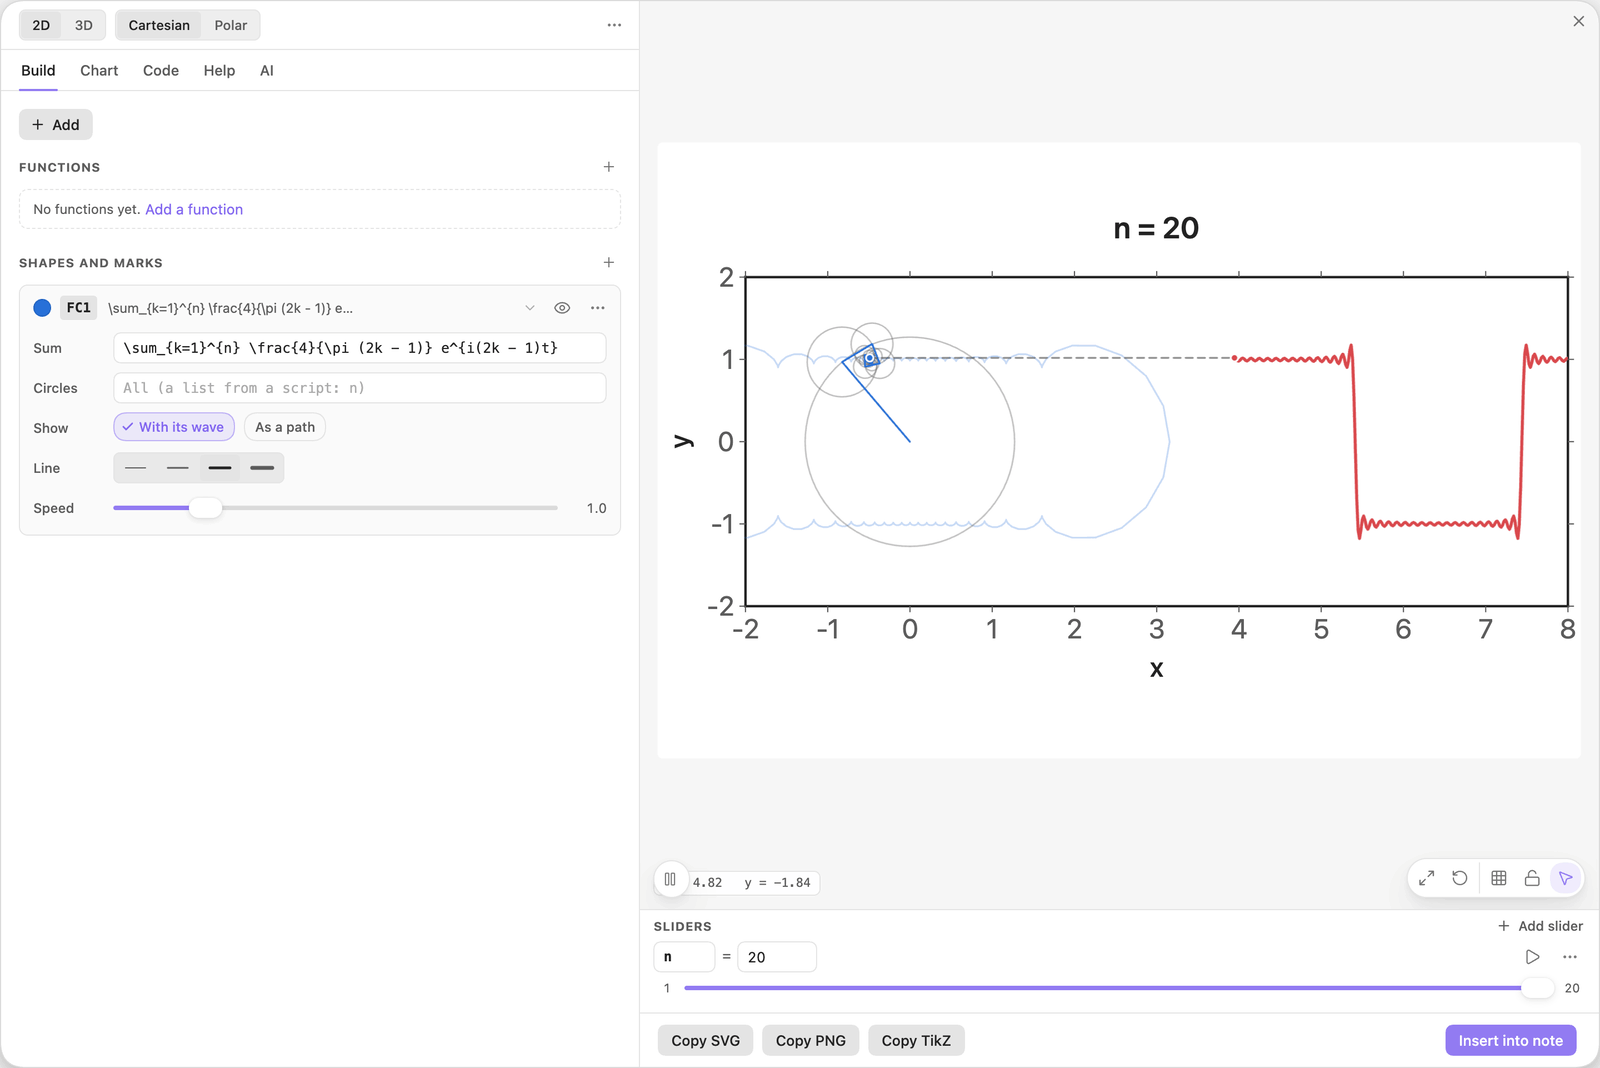 2D 3D Cartesian Polar
Build Chart Code Help AI
+ Add
FUNCTIONS
No functions yet. Add a function
SHAPES AND MARKS
FC1 \sum_{k=1}^{n} \frac{4}{\pi (2k - 1)} e...
Sum \sum_{k=1}^{n} \frac{4}{\pi (2k − 1)} e^{i(2k − 1)t}
Circles All (a list from a script: n)
Show With its wave As a path
Line
Speed 1.0
n = 20
2
1
0
-1
-2
y
-2 -1 0 1 2 3 4 5 6 7 8
x
4.82 y = −1.84
SLIDERS + Add slider
n = 20
1 20
Copy SVG Copy PNG Copy TikZ Insert into note